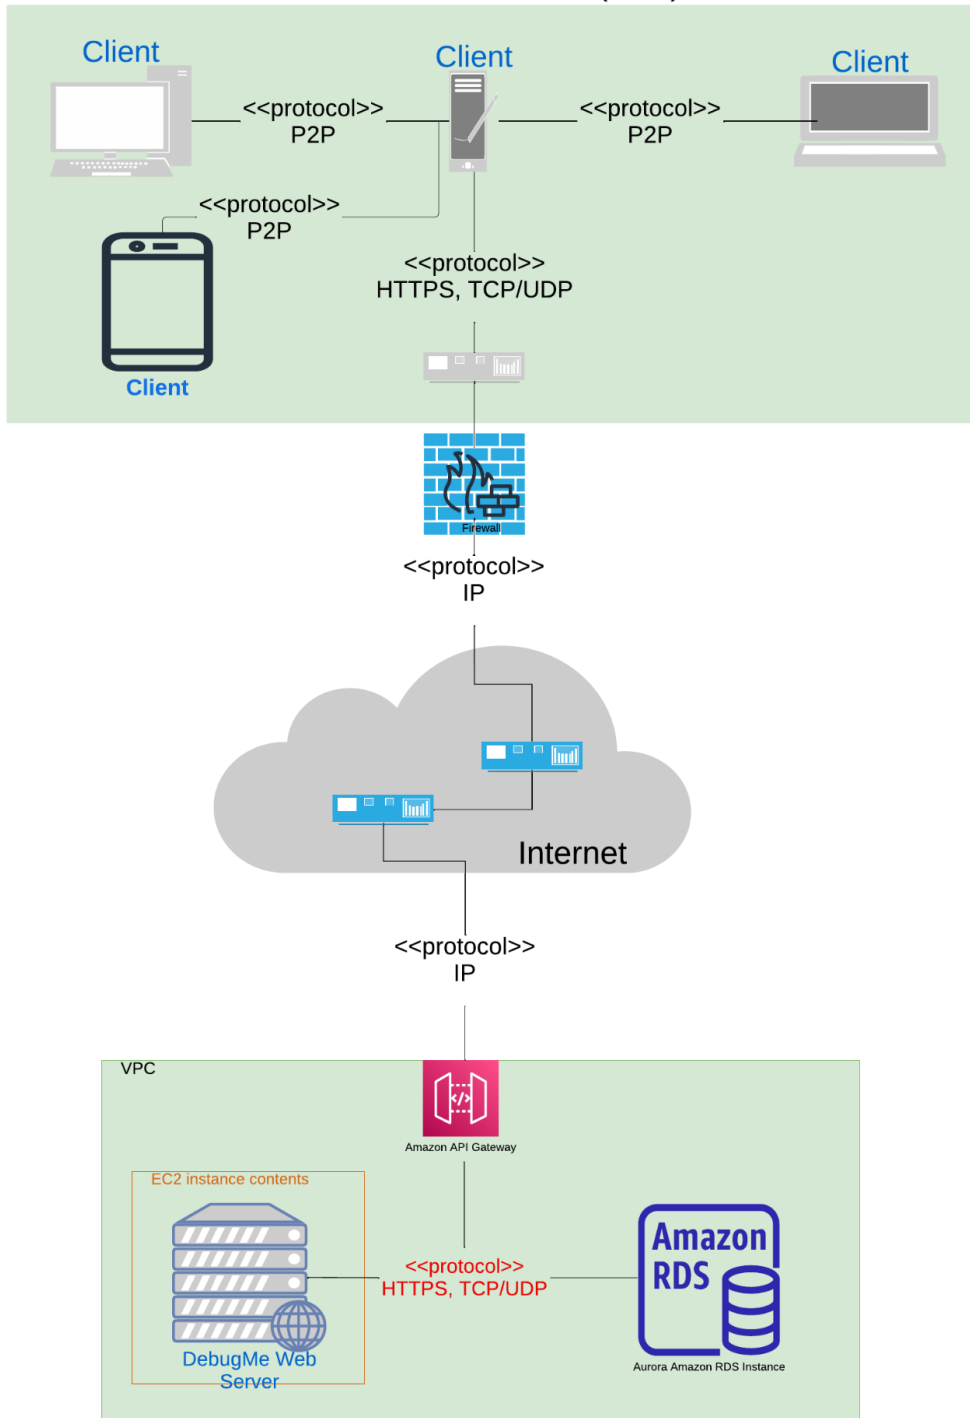 Client
Client
Client
<<protocol>>
P2P
<<protocol>>
P2P
<<protocol>>
P2P
<<protocol>>
HTTPS, TCP/UDP
Client
Firewall
<<protocol>>
IP
Internet
<<protocol>>
IP
VPC
Amazon API Gateway
EC2 instance contents
<<protocol>>
HTTPS, TCP/UDP
Amazon
RDS
DebugMe Web
Server
Aurora Amazon RDS Instance